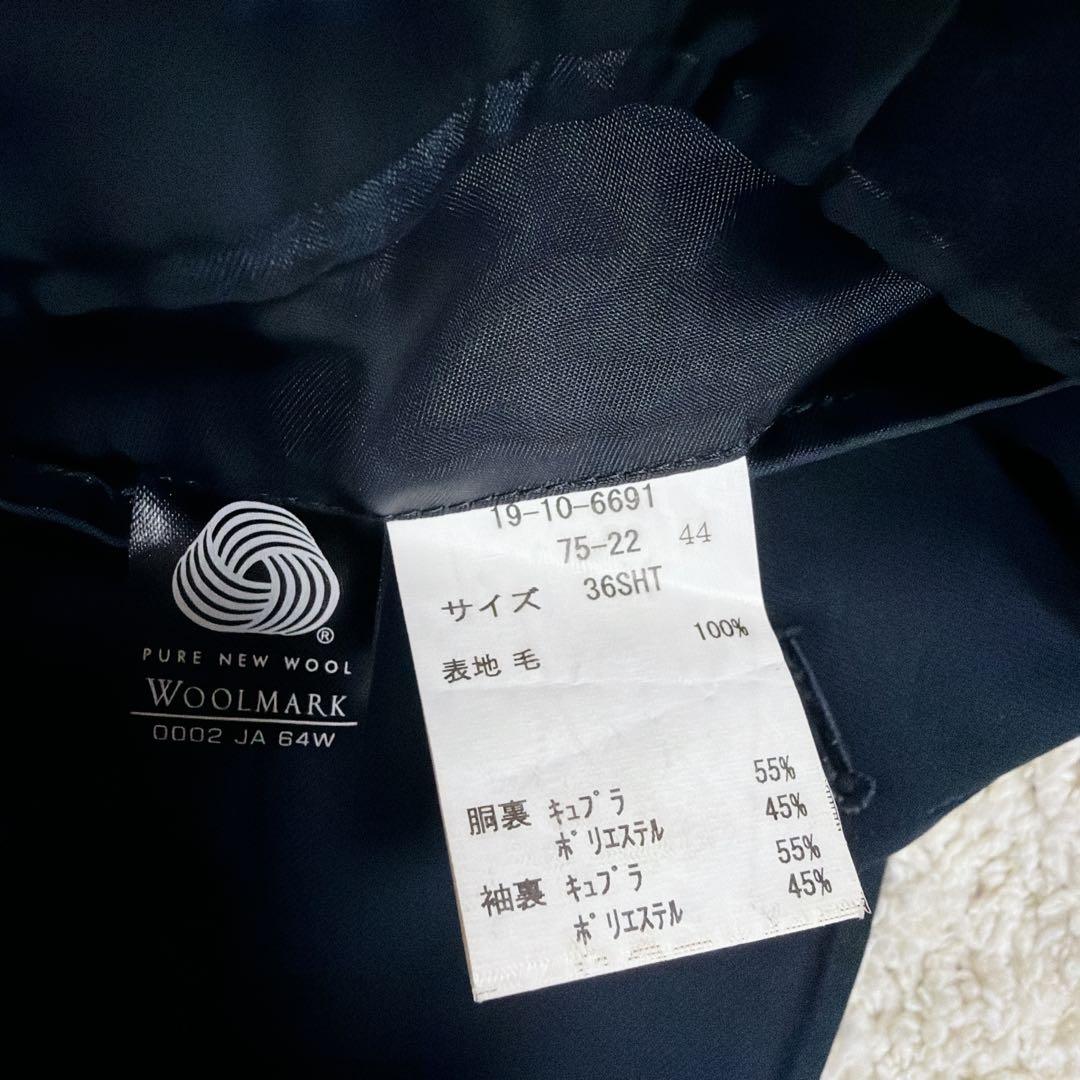 ®
PURE NEW WOOL
WOOLMARK
0002 JA 64W
19-10-6691
75-22 44
サイズ 36SHT
表地 毛 100%
胴裏 ｷｭﾌﾟﾗ 55%
ﾎﾟﾘｴｽﾃﾙ 45%
袖裏 ｷｭﾌﾟﾗ 55%
ﾎﾟﾘｴｽﾃﾙ 45%